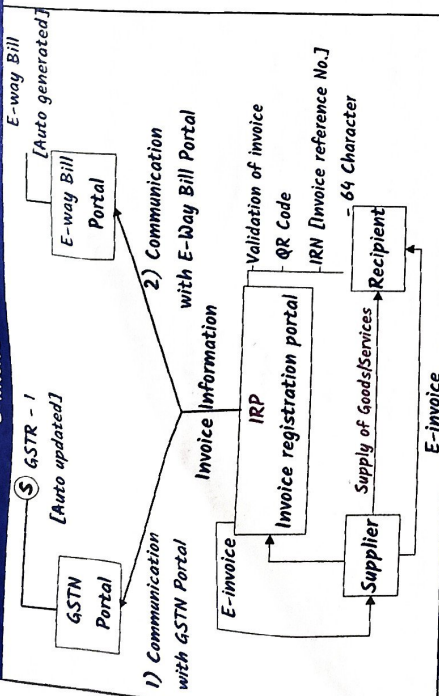 S GSTR - 1
[Auto updated]
E-way Bill
[Auto generated]
GSTN
Portal
E-way Bill
Portal
1) Communication
with GSTN Portal
2) Communication
with E-Way Bill Portal
Invoice Information
E-invoice
IRP
Invoice registration portal
Validation of invoice
QR Code
IRN [Invoice reference No.]
- 64 Character
Supplier
Supply of Goods/Services
Recipient
E-invoice